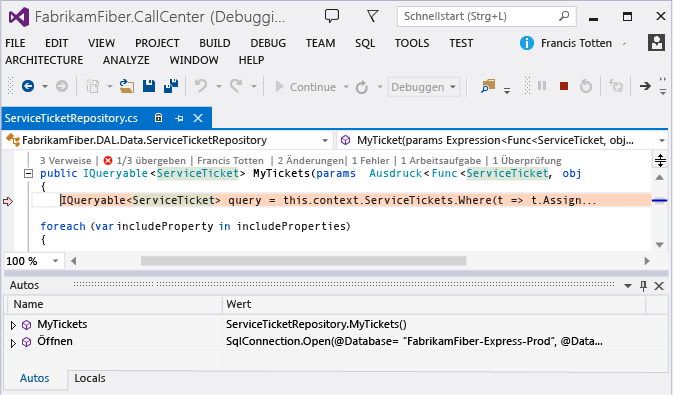 FabrikamFiber.CallCenter (Debuggi... Schnellstart (Strg+L)
FILE EDIT VIEW PROJECT BUILD DEBUG TEAM SQL TOOLS TEST Francis Totten
ARCHITECTURE ANALYZE WINDOW HELP
Continue Debuggen
ServiceTicketRepository.cs
FabrikamFiber.DAL.Data.ServiceTicketRepository MyTicket(params Expression<Func<ServiceTicket, obj...
3 Verweise | 1/3 übergeben | Francis Totten | 2 Änderungen| 1 Fehler | 1 Arbeitsaufgabe | 1 Überprüfung
public IQueryable<ServiceTicket> MyTickets(params Ausdruck<Func<ServiceTicket, obj
{
IQueryable<ServiceTicket> query = this.context.ServiceTickets.Where(t => t.Assign...
foreach (var includeProperty in includeProperties)
{
100 %
Autos
Name Wert
MyTickets ServiceTicketRepository.MyTickets()
Öffnen SqlConnection.Open(@Database= “FabrikamFiber-Express-Prod”, @Data...
Autos Locals